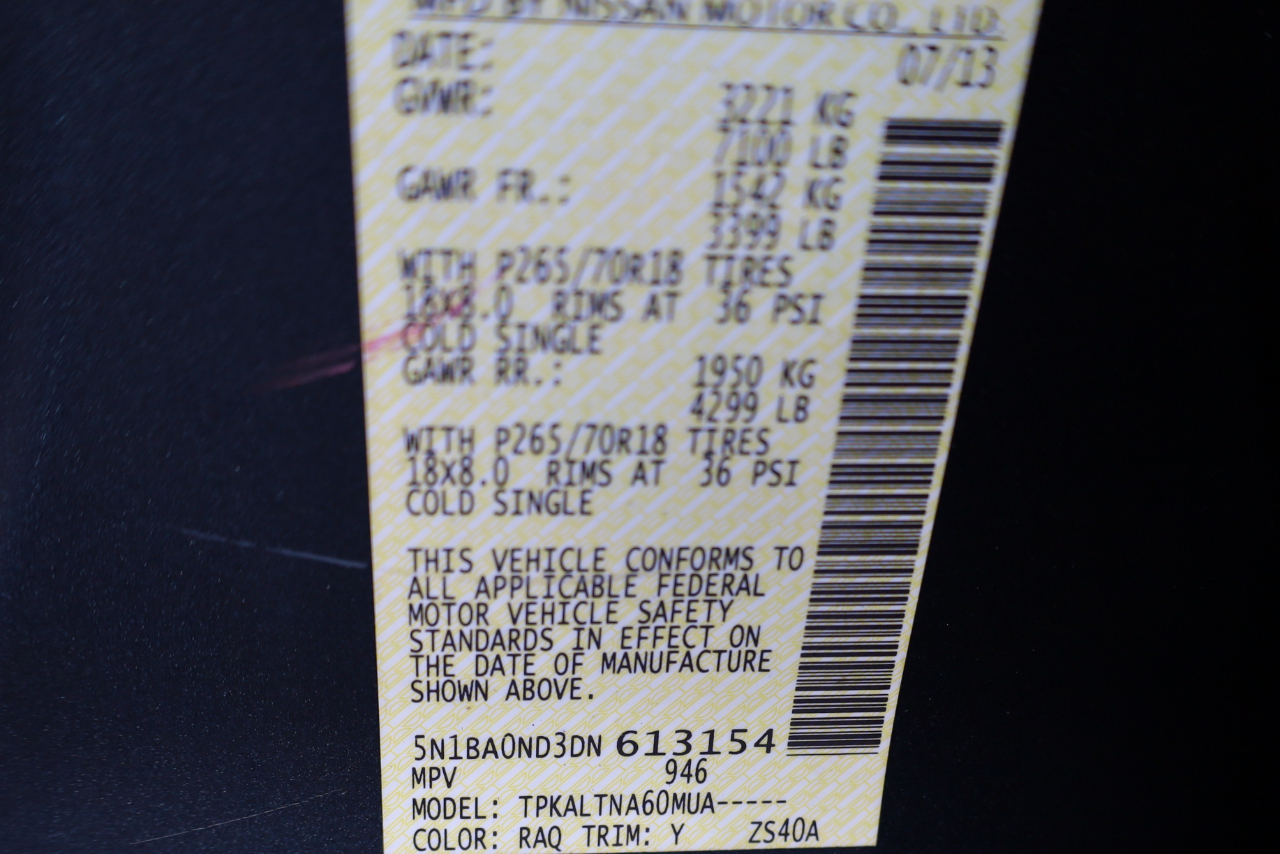 MFD BY NISSAN MOTOR CO., LTD.
DATE: 07/13
GVWR: 3221 KG
7100 LB
GAWR FR.: 1542 KG
3399 LB
WITH P265/70R18 TIRES
18X8.0 RIMS AT 36 PSI
COLD SINGLE
GAWR RR.: 1950 KG
4299 LB
WITH P265/70R18 TIRES
18X8.0 RIMS AT 36 PSI
COLD SINGLE
THIS VEHICLE CONFORMS TO
ALL APPLICABLE FEDERAL
MOTOR VEHICLE SAFETY
STANDARDS IN EFFECT ON
THE DATE OF MANUFACTURE
SHOWN ABOVE.
5N1BA0ND3DN 613154
MPV 946
MODEL: TPKALTNA60MUA-----
COLOR: RAQ TRIM: Y ZS40A